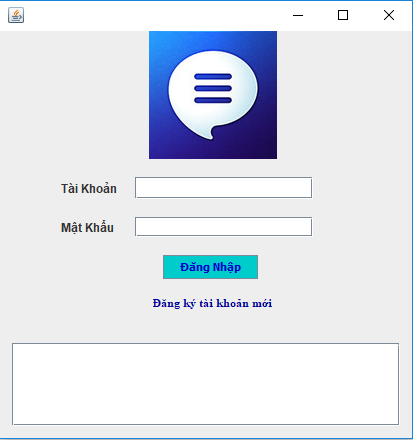 Tài Khoản
Mật Khẩu
Đăng Nhập
Đăng ký tài khoản mới